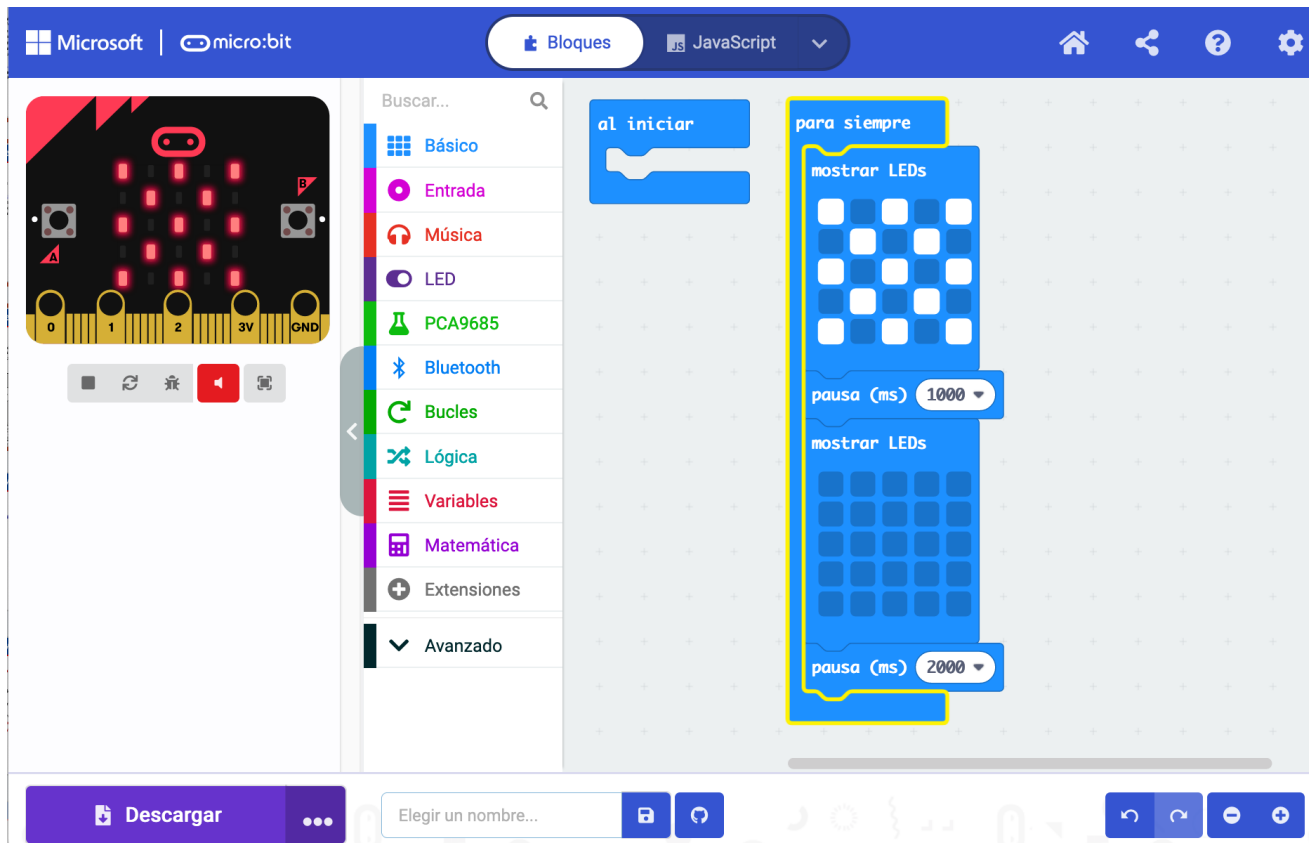 Microsoft | micro:bit
Bloques
JS JavaScript
B
A
0 1 2 3V GND
Buscar...
Básico
Entrada
Música
LED
PCA9685
Bluetooth
Bucles
Lógica
Variables
Matemática
Extensiones
Avanzado
al iniciar
para siempre
mostrar LEDs
pausa (ms) 1000
mostrar LEDs
pausa (ms) 2000
Descargar
Elegir un nombre...